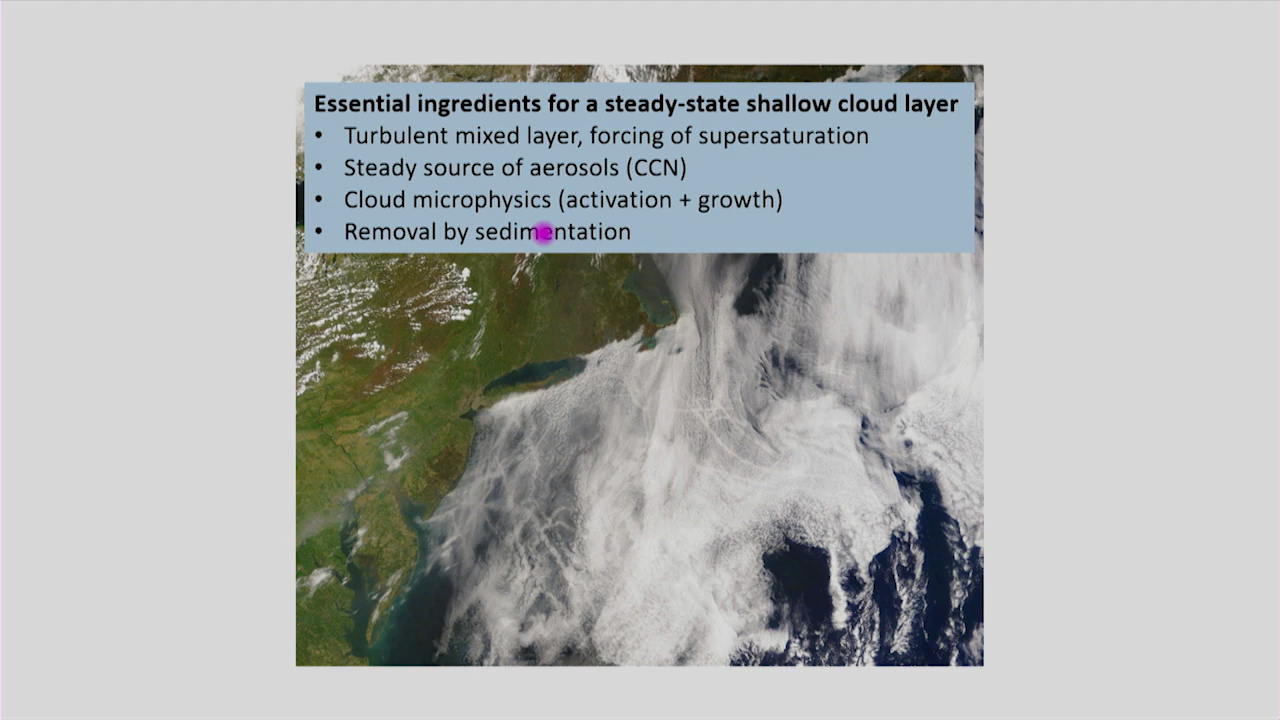 Essential ingredients for a steady-state shallow cloud layer
• Turbulent mixed layer, forcing of supersaturation
• Steady source of aerosols (CCN)
• Cloud microphysics (activation + growth)
• Removal by sedimentation